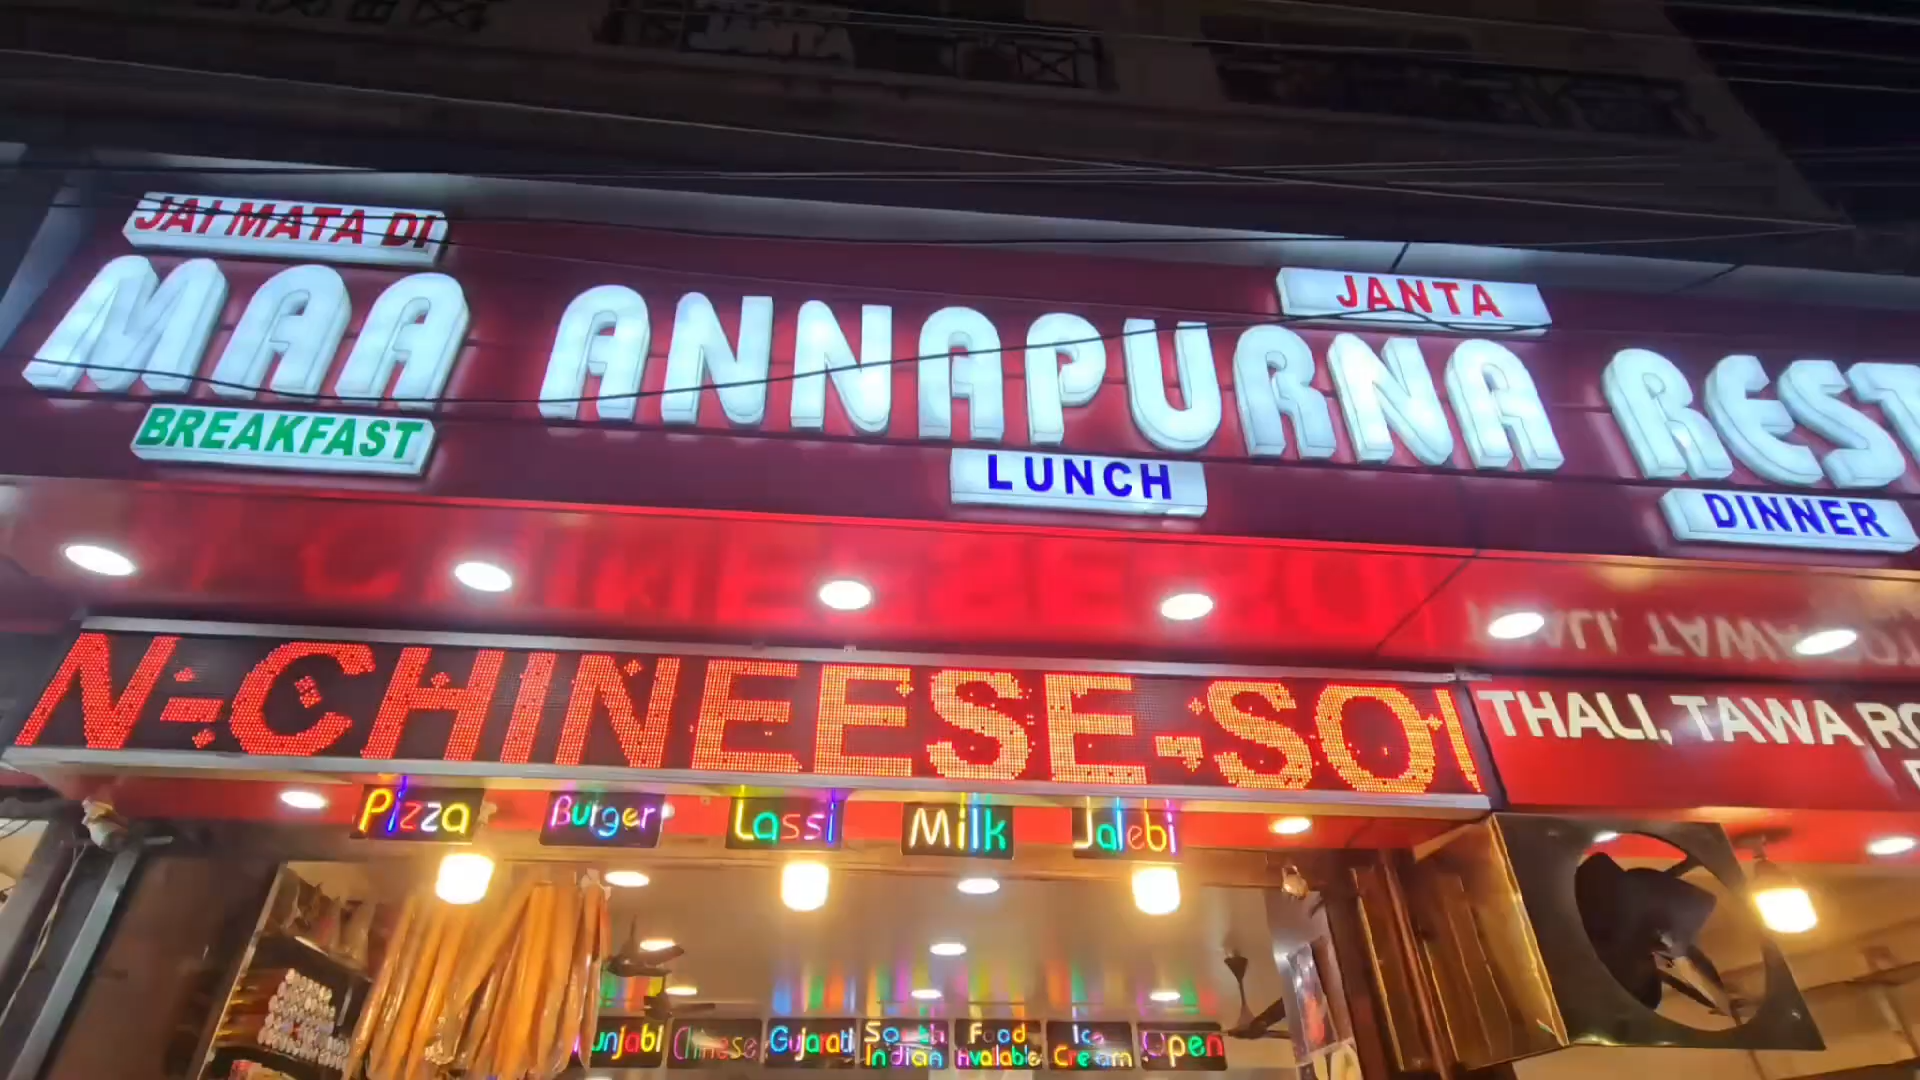 JAI MATA DI
JANTA
MAA ANNAPURNA REST
BREAKFAST
LUNCH
DINNER
N-CHINEESE-SO
THALI, TAWA RO
Pizza
Burger
Lassi
Milk
Jalebi
unjabi
Chinese
Gujarati
South
Indian
Food
Available
Ice
Cream
Open